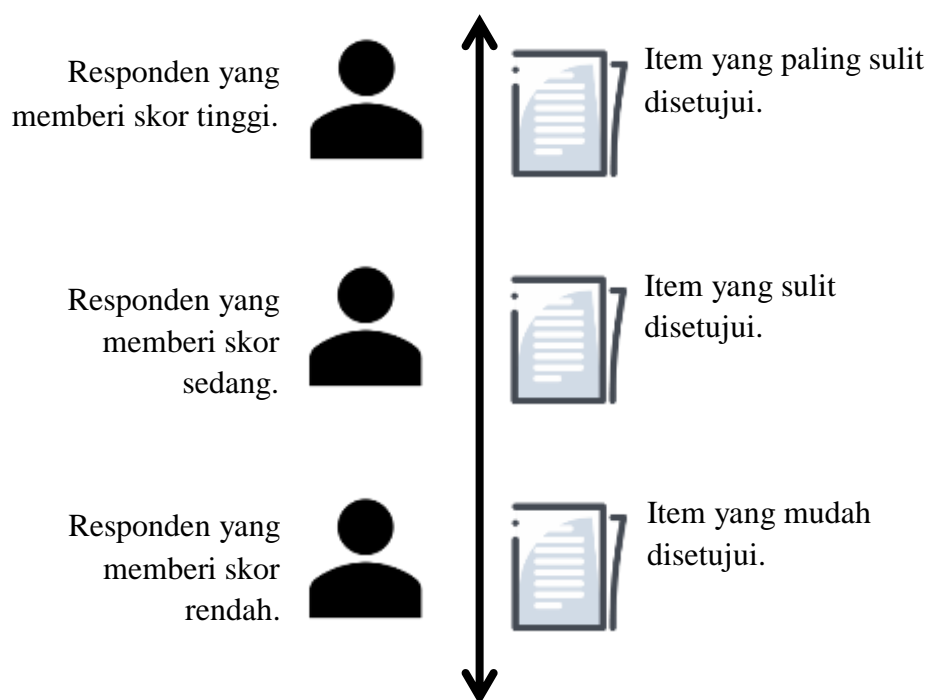 Responden yang
memberi skor tinggi.
Item yang paling sulit
disetujui.
Responden yang
memberi skor
sedang.
Item yang sulit
disetujui.
Responden yang
memberi skor
rendah.
Item yang mudah
disetujui.